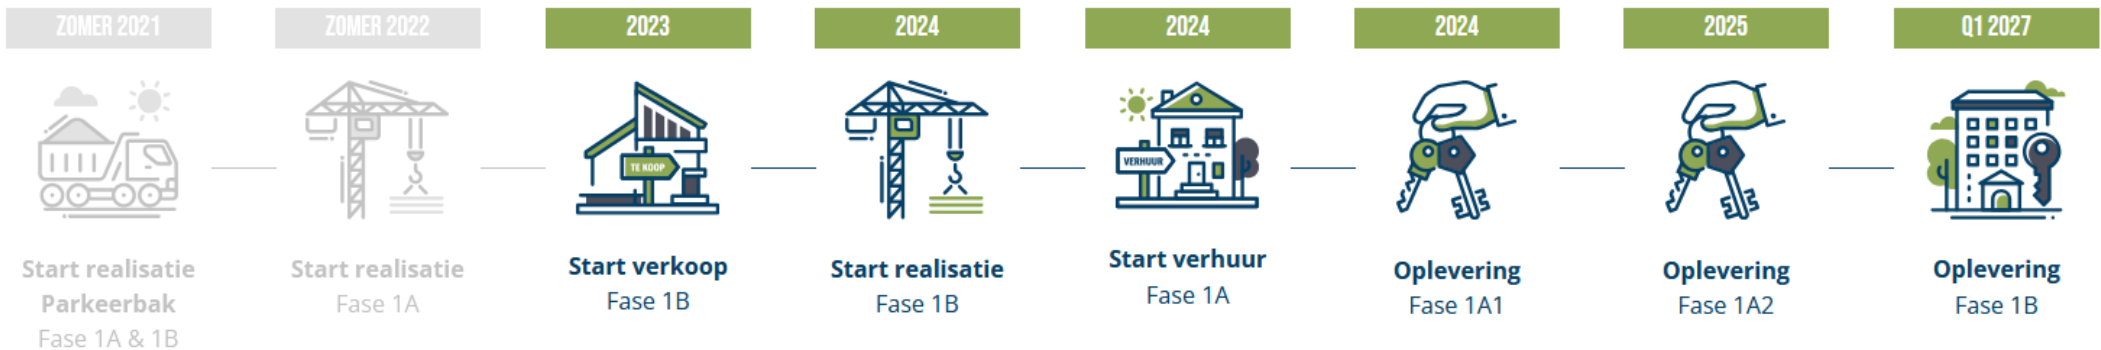 ZOMER 2021
Start realisatie
Parkeerbak
Fase 1A & 1B
ZOMER 2022
Start realisatie
Fase 1A
2023
TE KOOP
Start verkoop
Fase 1B
2024
Start realisatie
Fase 1B
2024
VERHUUR
Start verhuur
Fase 1A
2024
Oplevering
Fase 1A1
2025
Oplevering
Fase 1A2
Q1 2027
Oplevering
Fase 1B